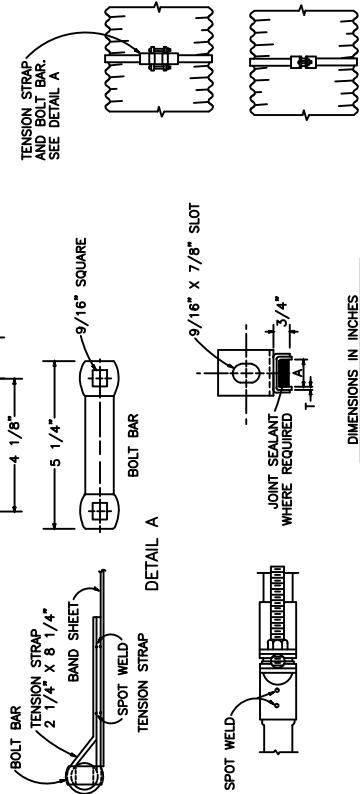 TENSION STRAP
AND BOLT BAR.
SEE DETAIL A
4 1/8"
5 1/4"
9/16" SQUARE
BOLT BAR
BOLT BAR
TENSION STRAP
2 1/4" X 8 1/4"
BAND SHEET
SPOT WELD
TENSION STRAP
DETAIL A
9/16" X 7/8" SLOT
3/4"
A
T
JOINT SEALANT
WHERE REQUIRED
SPOT WELD
DIMENSIONS IN INCHES